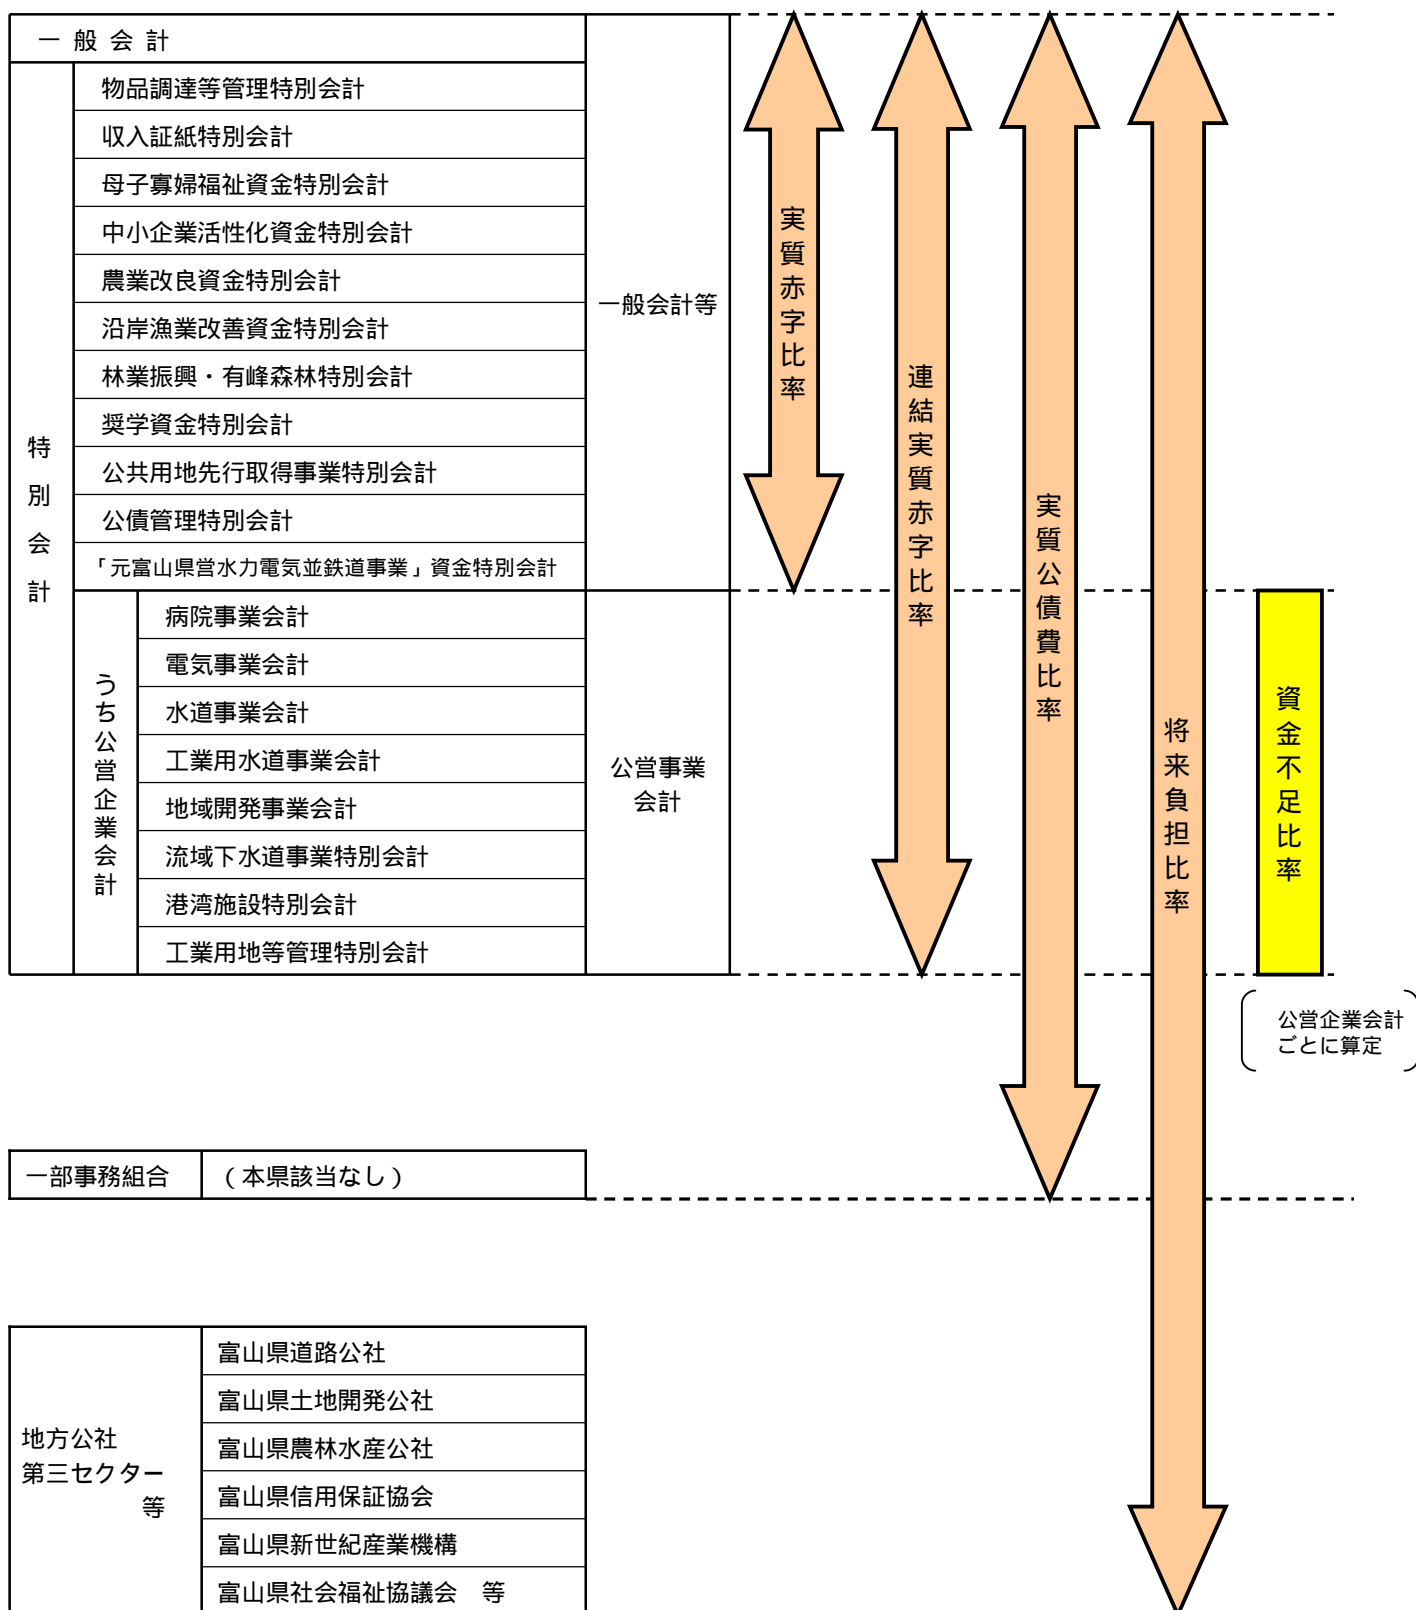 一般会計
特別会計
物品調達等管理特別会計
収入証紙特別会計
母子寡婦福祉資金特別会計
中小企業活性化資金特別会計
農業改良資金特別会計
沿岸漁業改善資金特別会計
林業振興・有峰森林特別会計
奨学資金特別会計
公共用地先行取得事業特別会計
公債管理特別会計
「元富山県営水力電気並鉄道事業」資金特別会計
うち公営企業会計
病院事業会計
電気事業会計
水道事業会計
工業用水道事業会計
地域開発事業会計
流域下水道事業特別会計
港湾施設特別会計
工業用地等管理特別会計
一般会計等
公営事業
会計
実質赤字比率
連結実質赤字比率
実質公債費比率
将来負担比率
資金不足比率
公営企業会計
ごとに算定
一部事務組合
(本県該当なし)
地方公社
第三セクター
等
富山県道路公社
富山県土地開発公社
富山県農林水産公社
富山県信用保証協会
富山県新世紀産業機構
富山県社会福祉協議会 等